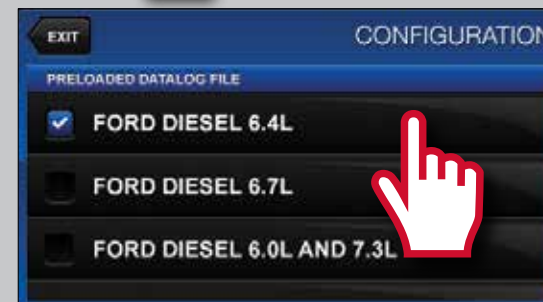 EXIT
CONFIGURATION
PRELOADED DATALOG FILE
FORD DIESEL 6.4L
FORD DIESEL 6.7L
FORD DIESEL 6.0L AND 7.3L